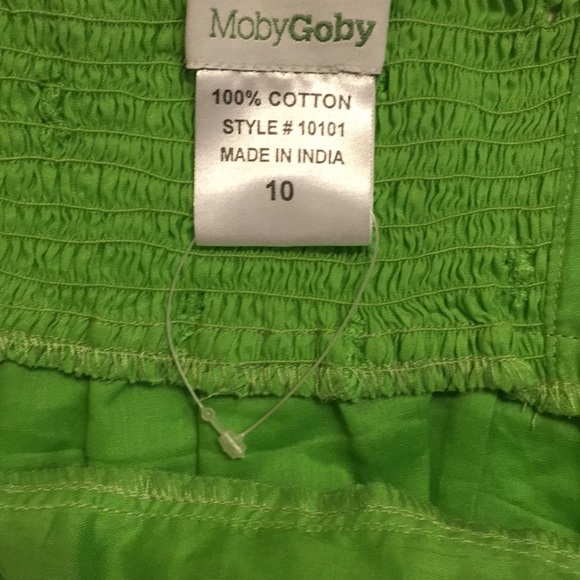 MobyGoby
100% COTTON
STYLE # 10101
MADE IN INDIA
10